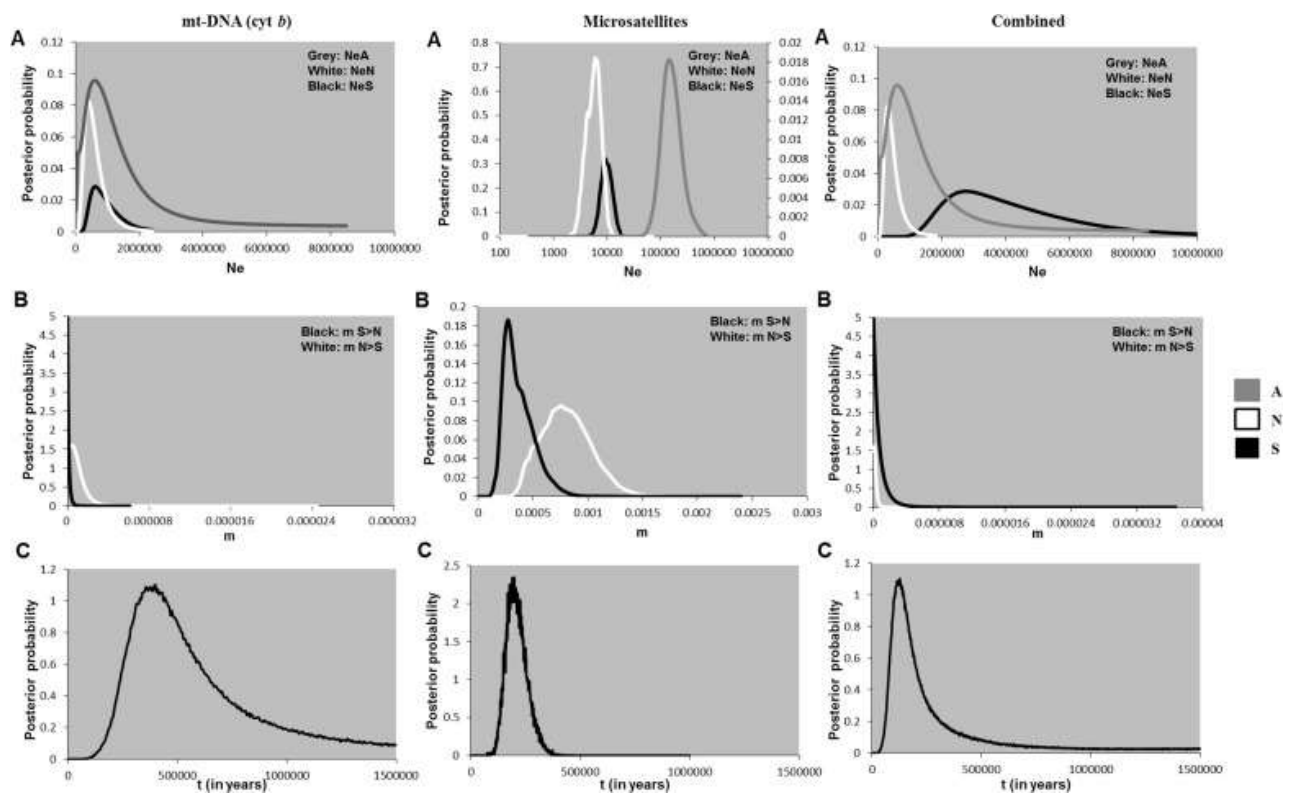 mt-DNA (cyt b)
Microsatellites
Combined
A
0.12
0.1
0.08
0.06
0.04
0.02
0
Posterior probability
Grey: NeA
White: NeN
Black: NeS
0 2000000 4000000 6000000 8000000 10000000
Ne
A
0.8
0.7
0.6
0.5
0.4
0.3
0.2
0.1
0
Posterior probability
Grey: NeA
White: NeN
Black: NeS
0.02
0.018
0.016
0.014
0.012
0.01
0.008
0.006
0.004
0.002
0
100 1000 10000 100000 1000000 10000000
Ne
A
0.12
0.1
0.08
0.06
0.04
0.02
0
Posterior probability
Grey: NeA
White: NeN
Black: NeS
0 2000000 4000000 6000000 8000000 10000000
Ne
B
5
4.5
4
3.5
3
2.5
2
1.5
1
0.5
0
Posterior probability
Black: m S>N
White: m N>S
0 0.000008 0.000016 0.000024 0.000032
m
B
0.2
0.18
0.16
0.14
0.12
0.1
0.08
0.06
0.04
0.02
0
Posterior probability
Black: m S>N
White: m N>S
0 0.0005 0.001 0.0015 0.002 0.0025 0.003
m
B
5
4.5
4
3.5
3
2.5
2
1.5
1
0.5
0
Posterior probability
Black: m S>N
White: m N>S
0 0.000008 0.000016 0.000024 0.000032 0.00004
m
A
N
S
C
1.2
1
0.8
0.6
0.4
0.2
0
Posterior probability
0 500000 1000000 1500000
t (in years)
C
2.5
2
1.5
1
5
0
Posterior probability
0 500000 1000000 1500000
t (in years)
C
1.2
1
0.8
0.6
0.4
0.2
0
Posterior probability
0 500000 1000000 1500000
t (in years)